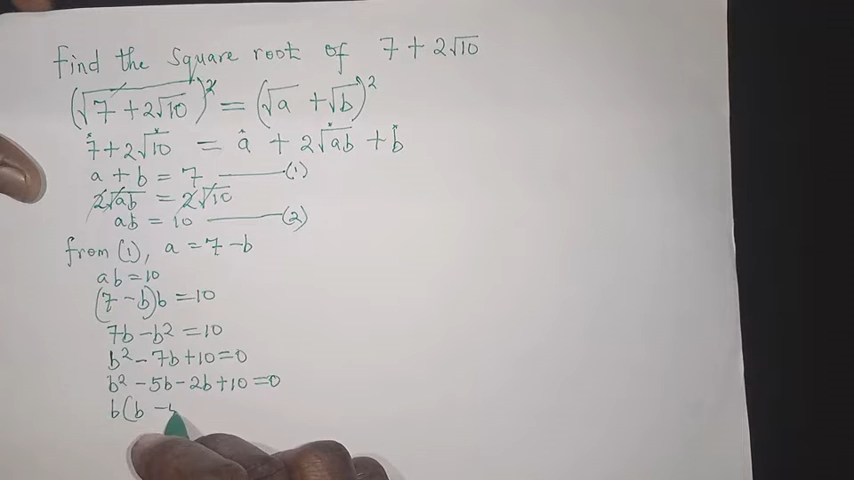 Find the square root of 7 + 2√10
(√7 + 2√10)² = (√a + √b)²
7 + 2√10 = a + 2√ab + b
a + b = 7 —— (1)
2√ab = 2√10
ab = 10 —— (2)
from (1), a = 7 - b
ab = 10
(7 - b)b = 10
7b - b² = 10
b² - 7b + 10 = 0
b² - 5b - 2b + 10 = 0
b(b -